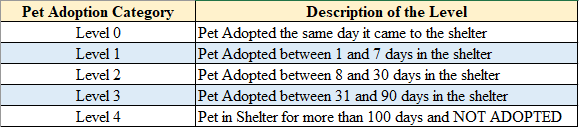 Pet Adoption Category Description of the Level
Level 0 Pet Adopted the same day it came to the shelter
Level 1 Pet Adopted between 1 and 7 days in the shelter
Level 2 Pet Adopted between 8 and 30 days in the shelter
Level 3 Pet Adopted between 31 and 90 days in the shelter
Level 4 Pet in Shelter for more than 100 days and NOT ADOPTED